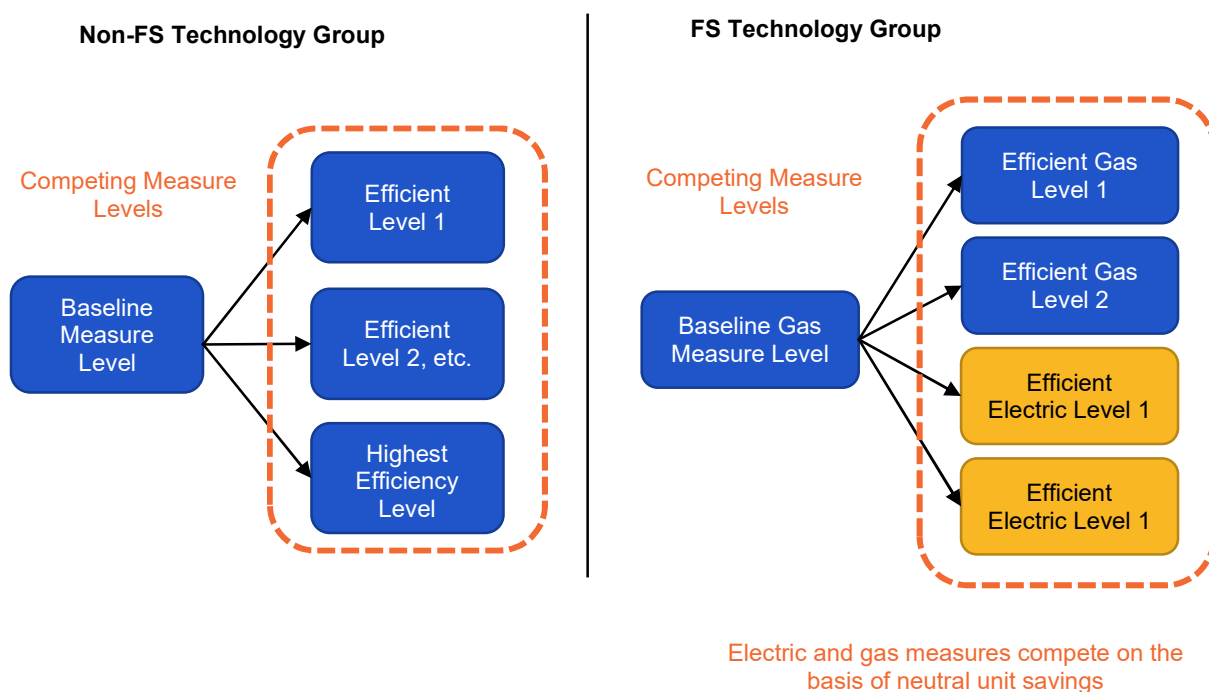 Non-FS Technology Group
Competing Measure
Levels
Baseline
Measure
Level
Efficient
Level 1
Efficient
Level 2, etc.
Highest
Efficiency
Level
FS Technology Group
Competing Measure
Levels
Baseline Gas
Measure Level
Efficient Gas
Level 1
Efficient Gas
Level 2
Efficient
Electric Level 1
Efficient
Electric Level 1
Electric and gas measures compete on the
basis of neutral unit savings